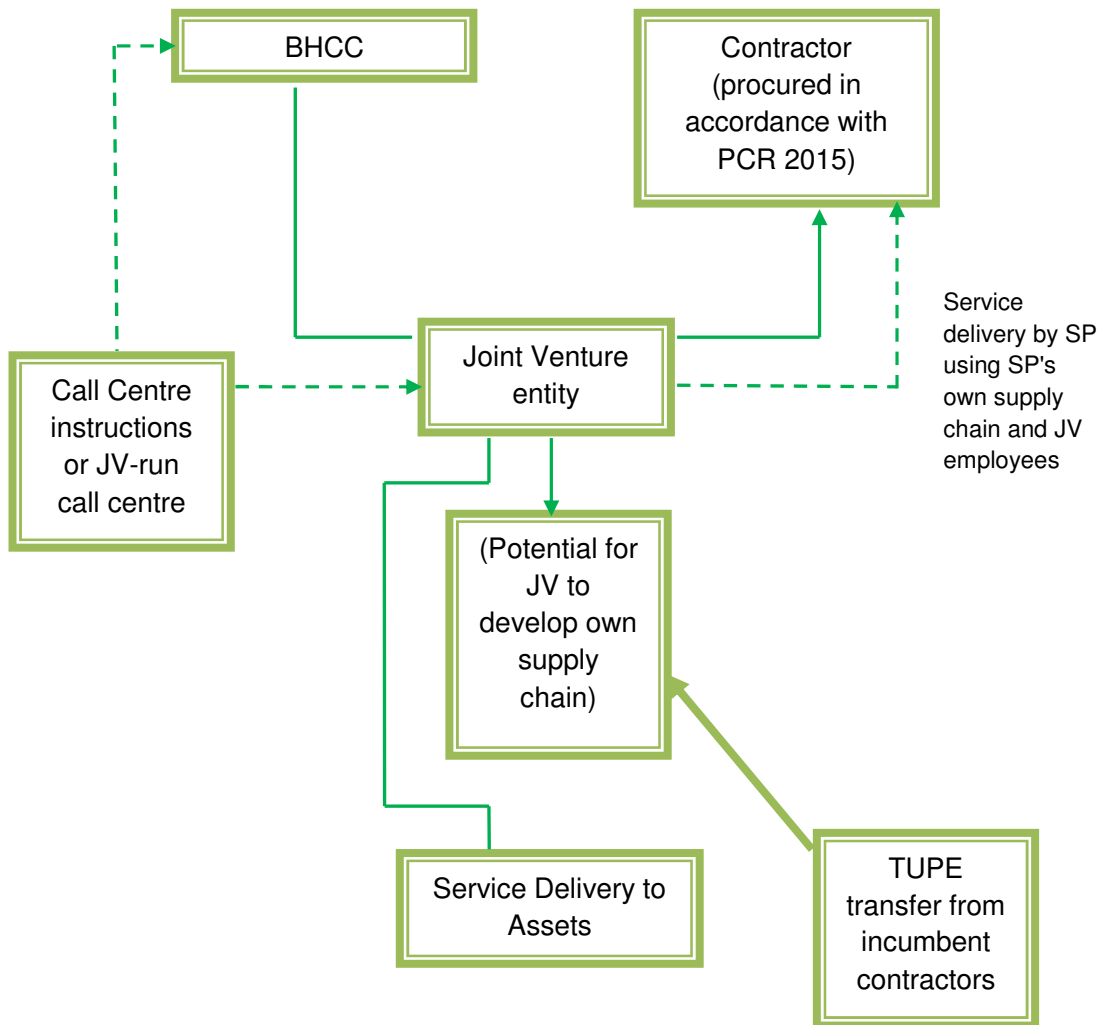 BHCC
Contractor
(procured in
accordance with
PCR 2015)
Service
delivery by SP
using SP's
own supply
chain and JV
employees
Joint Venture
entity
Call Centre
instructions
or JV-run
call centre
(Potential for
JV to
develop own
supply
chain)
Service Delivery to
Assets
TUPE
transfer from
incumbent
contractors